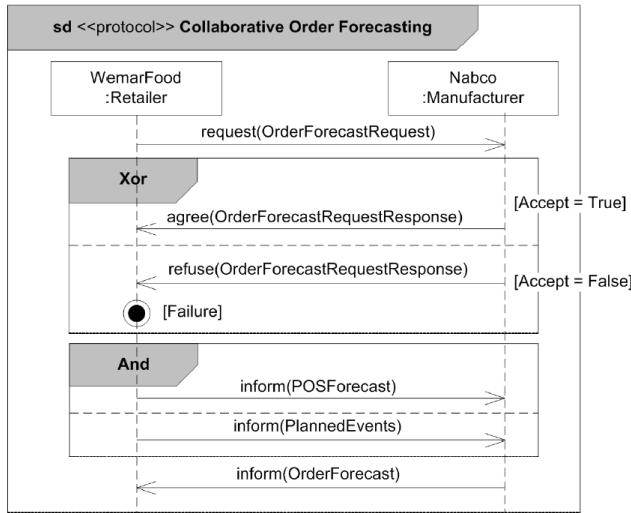 sd <<protocol>> Collaborative Order Forecasting
WemarFood
:Retailer
Nabco
:Manufacturer
request(OrderForecastRequest)
Xor
[Accept = True]
agree(OrderForecastRequestResponse)
refuse(OrderForecastRequestResponse)
[Accept = False]
[Failure]
And
inform(POSForecast)
inform(PlannedEvents)
inform(OrderForecast)